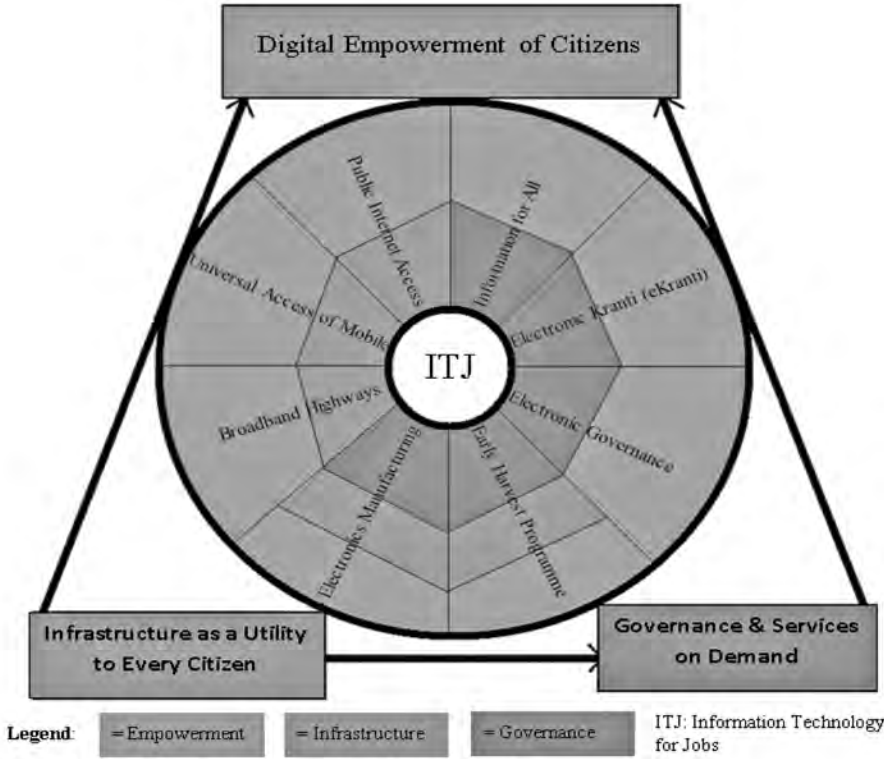 Digital Empowerment of Citizens
Public Internet Access
Information for All
Universal Access of Mobile
Electronic Kranti (eKranti)
ITJ
Broadband Highways
Electronic Governance
Electronics Manufacturing
Early Harvest Programme
Infrastructure as a Utility
to Every Citizen
Governance & Services
on Demand
Legend:
= Empowerment
= Infrastructure
= Governance
ITJ: Information Technology
for Jobs